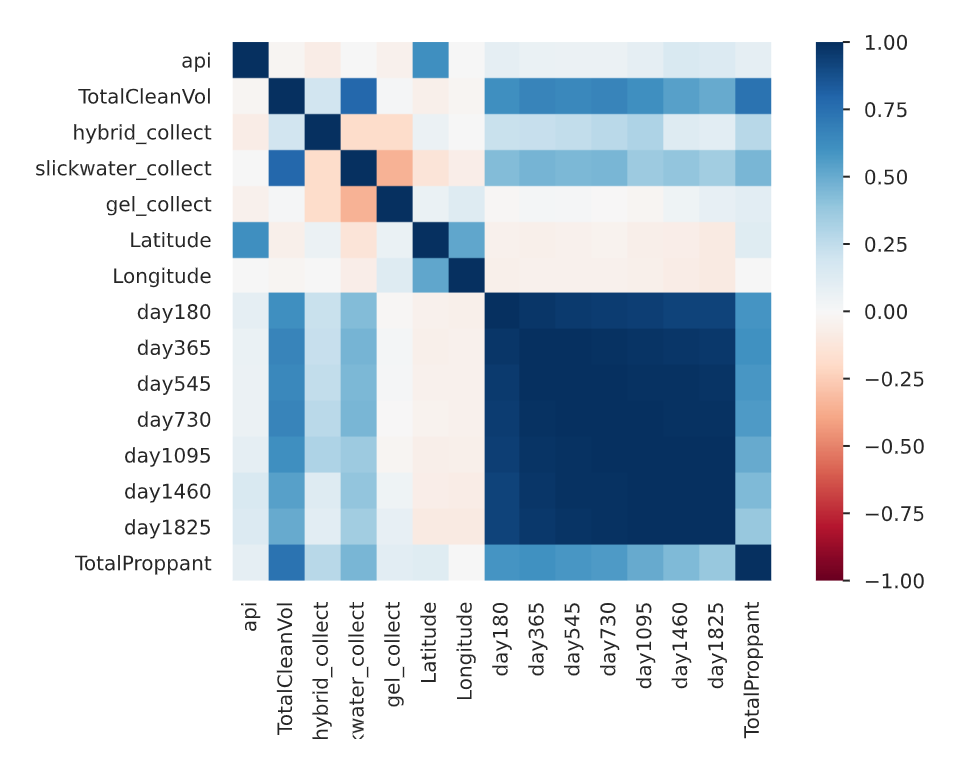 api
TotalCleanVol
hybrid_collect
slickwater_collect
gel_collect
Latitude
Longitude
day180
day365
day545
day730
day1095
day1460
day1825
TotalProppant
api
TotalCleanVol
hybrid_collect
kwater_collect
gel_collect
Latitude
Longitude
day180
day365
day545
day730
day1095
day1460
day1825
TotalProppant
1.00
0.75
0.50
0.25
0.00
−0.25
−0.50
−0.75
−1.00